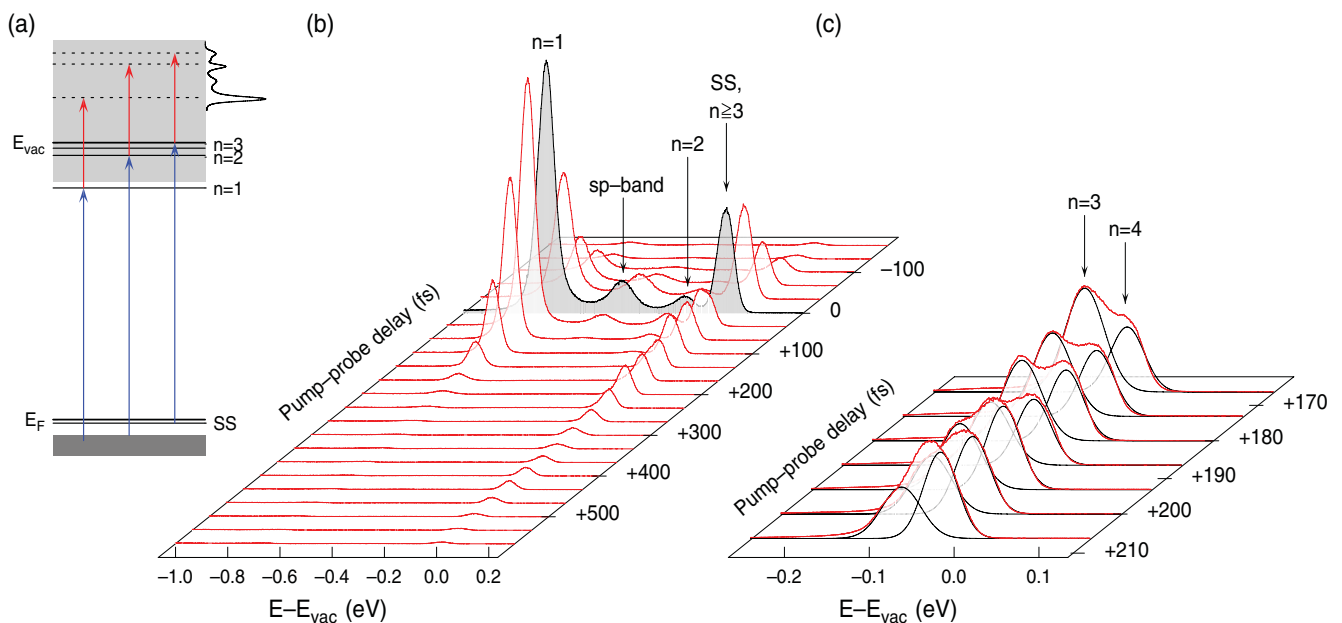 (a)
E_vac
n=3
n=2
n=1
E_F
SS
(b)
n=1
SS,
n≧3
n=2
sp–band
Pump–probe delay (fs)
−100
0
+100
+200
+300
+400
+500
−1.0
−0.8
−0.6
−0.4
−0.2
0.0
0.2
E–E_vac (eV)
(c)
n=3
n=4
Pump–probe delay (fs)
+170
+180
+190
+200
+210
−0.2
−0.1
0.0
0.1
E–E_vac (eV)